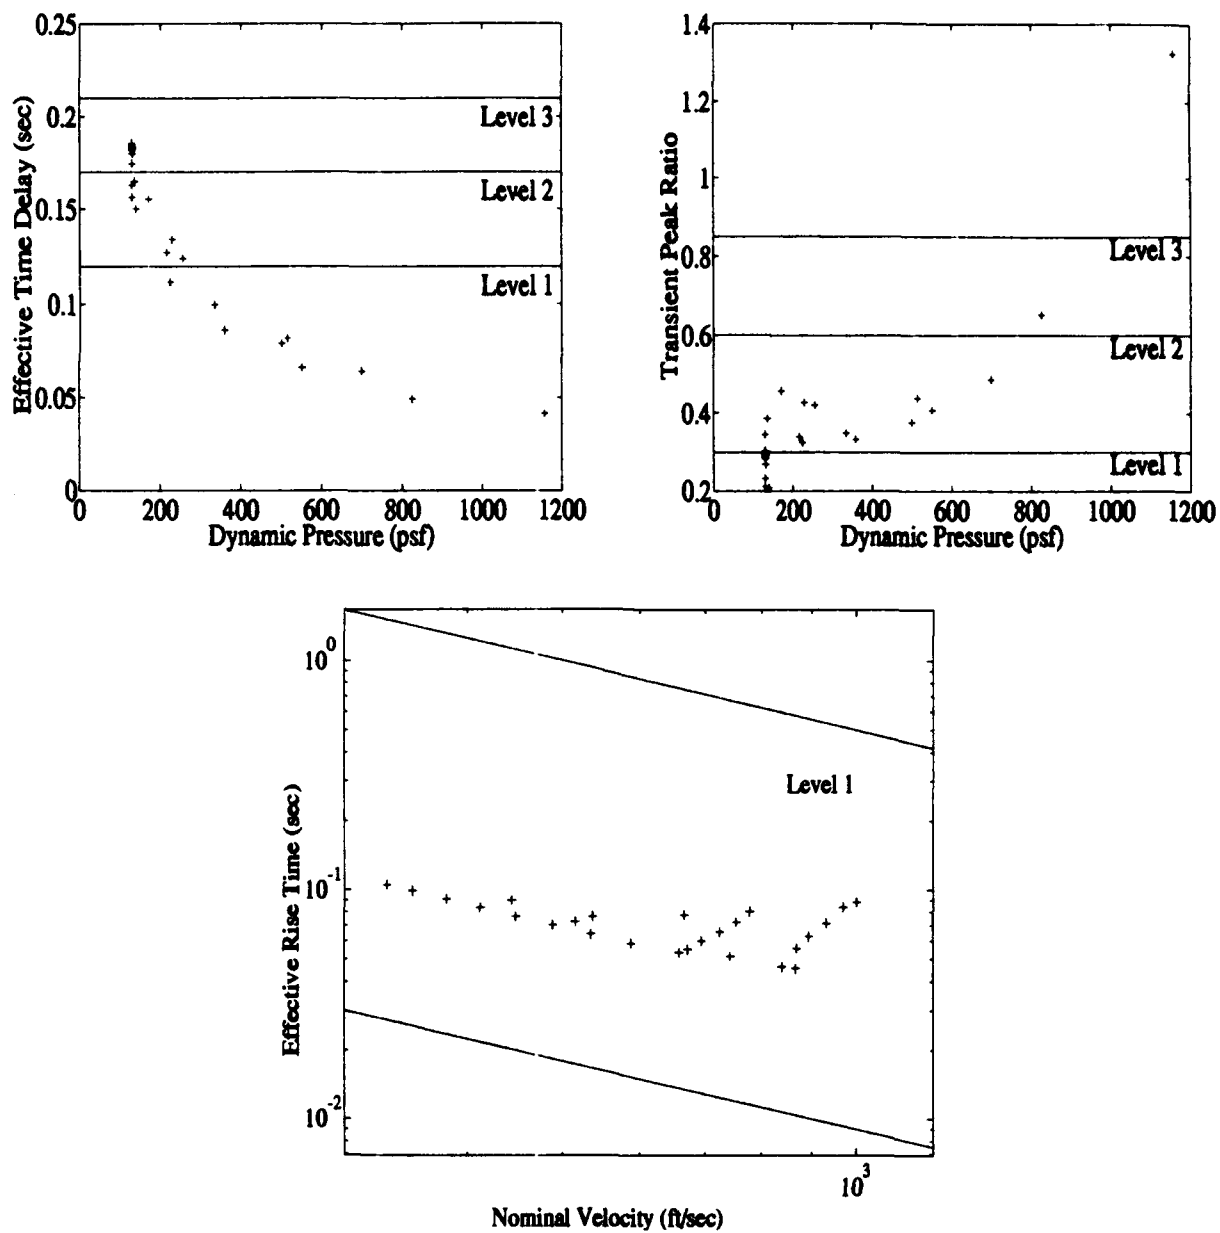 0.25
0.2
0.15
0.1
0.05
0
Effective Time Delay (sec)
Level 3
Level 2
Level 1
0 200 400 600 800 1000 1200
Dynamic Pressure (psf)
1.4
1.2
1
0.8
0.6
0.4
0.2
Transient Peak Ratio
Level 3
Level 2
Level 1
0 200 400 600 800 1000 1200
Dynamic Pressure (psf)
10^0
10^-1
10^-2
Effective Rise Time (sec)
Level 1
10^3
Nominal Velocity (ft/sec)